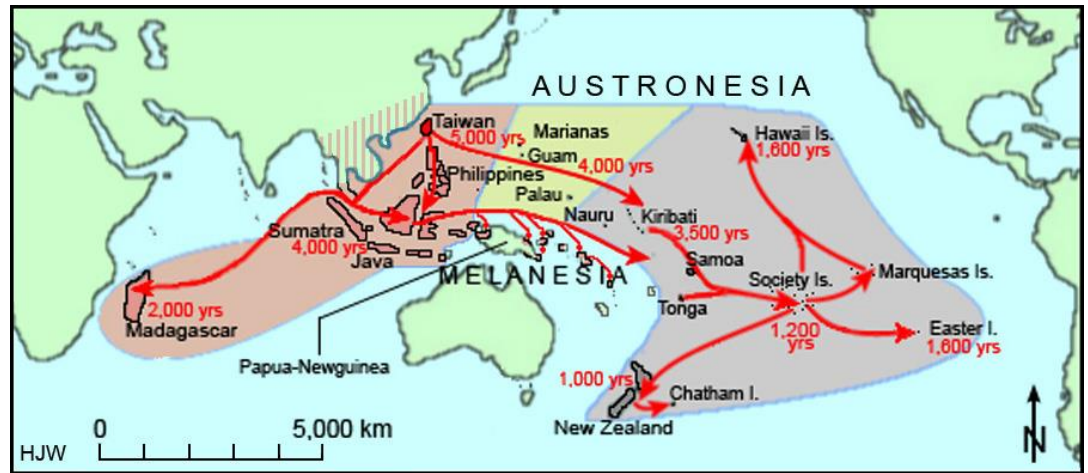 AUSTRONESIA
Taiwan
5,000 yrs
Marianas
Guam
Philippines
4,000 yrs
Palau
Hawaii Is.
1,600 yrs
Nauru
Kiribati
3,500 yrs
Sumatra
4,000 yrs
Java
MELANESIA
Samoa
Society Is.
Marquesas Is.
Tonga
2,000 yrs
Madagascar
1,200
yrs
Easter I.
1,600 yrs
Papua-Newguinea
1,000 yrs
Chatham I.
New Zealand
0 5,000 km
HJW
N